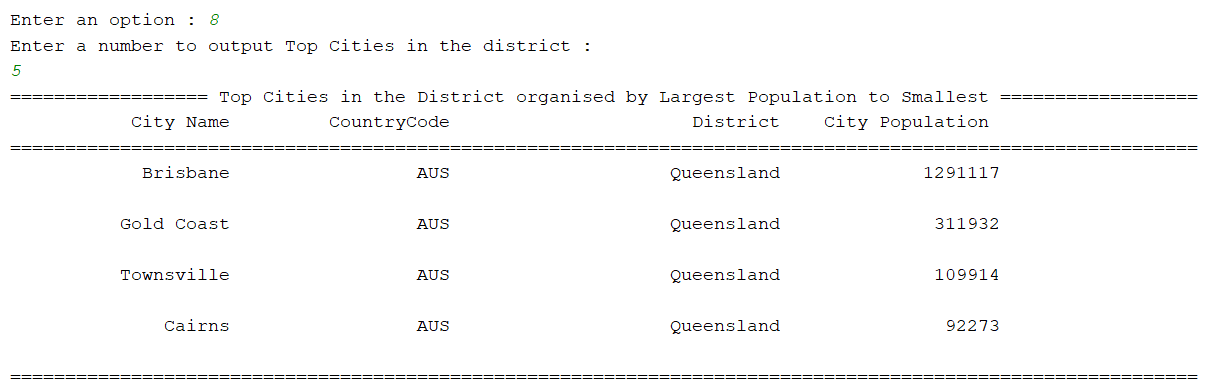 Enter an option : 8
Enter a number to output Top Cities in the district :
5
================== Top Cities in the District organised by Largest Population to Smallest ==================
City Name CountryCode District City Population
============================================================================================================
Brisbane AUS Queensland 1291117
Gold Coast AUS Queensland 311932
Townsville AUS Queensland 109914
Cairns AUS Queensland 92273
============================================================================================================